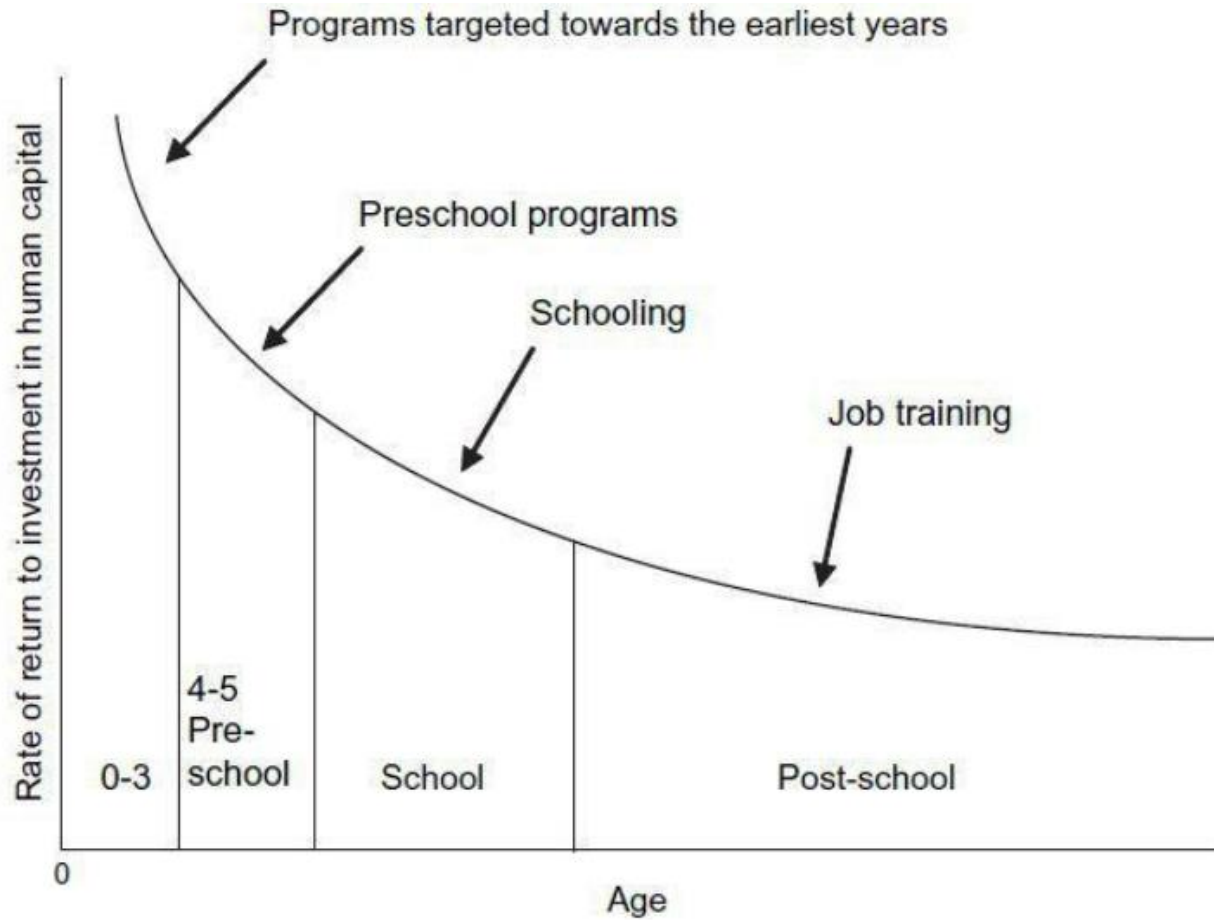 Programs targeted towards the earliest years
Rate of return to investment in human capital
Preschool programs
Schooling
Job training
0-3
4-5
Pre-
school
School
Post-school
0
Age